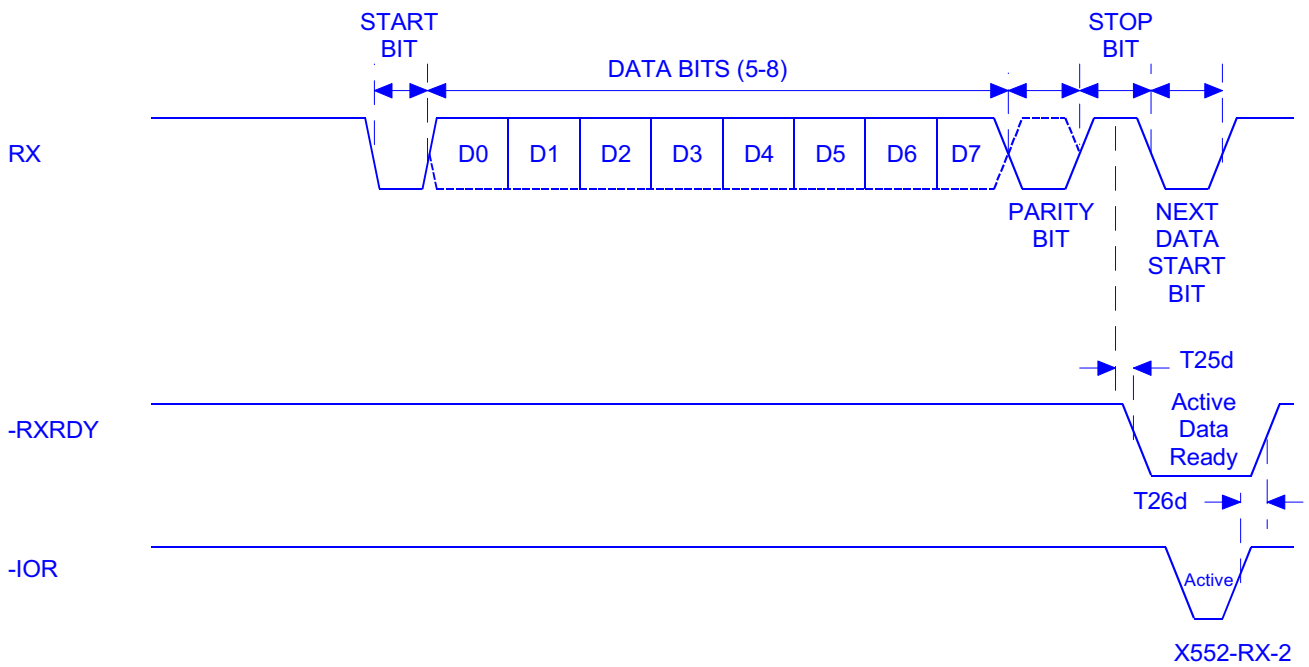 START
BIT
STOP
BIT
DATA BITS (5-8)
RX
D0 D1 D2 D3 D4 D5 D6 D7
PARITY
BIT
NEXT
DATA
START
BIT
T25d
-RXRDY
Active
Data
Ready
T26d
-IOR
Active
X552-RX-2